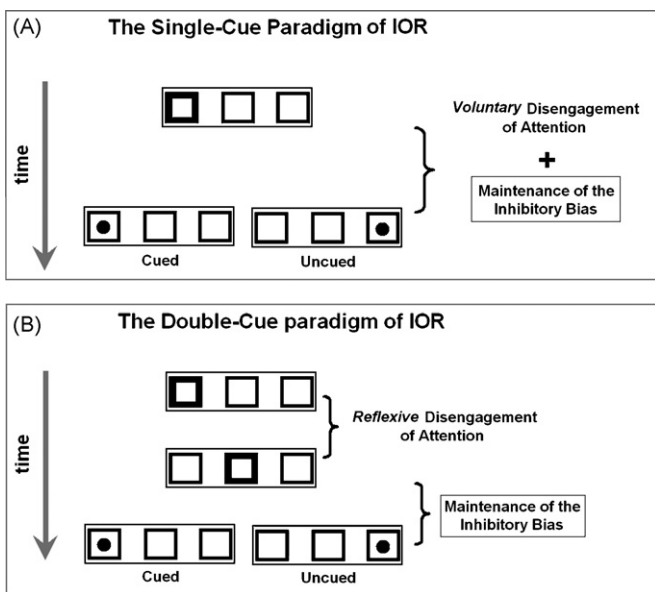 (A)
The Single-Cue Paradigm of IOR
time
Voluntary Disengagement
of Attention
+
Maintenance of the
Inhibitory Bias
Cued
Uncued
(B)
The Double-Cue paradigm of IOR
time
Reflexive Disengagement
of Attention
Maintenance of the
Inhibitory Bias
Cued
Uncued